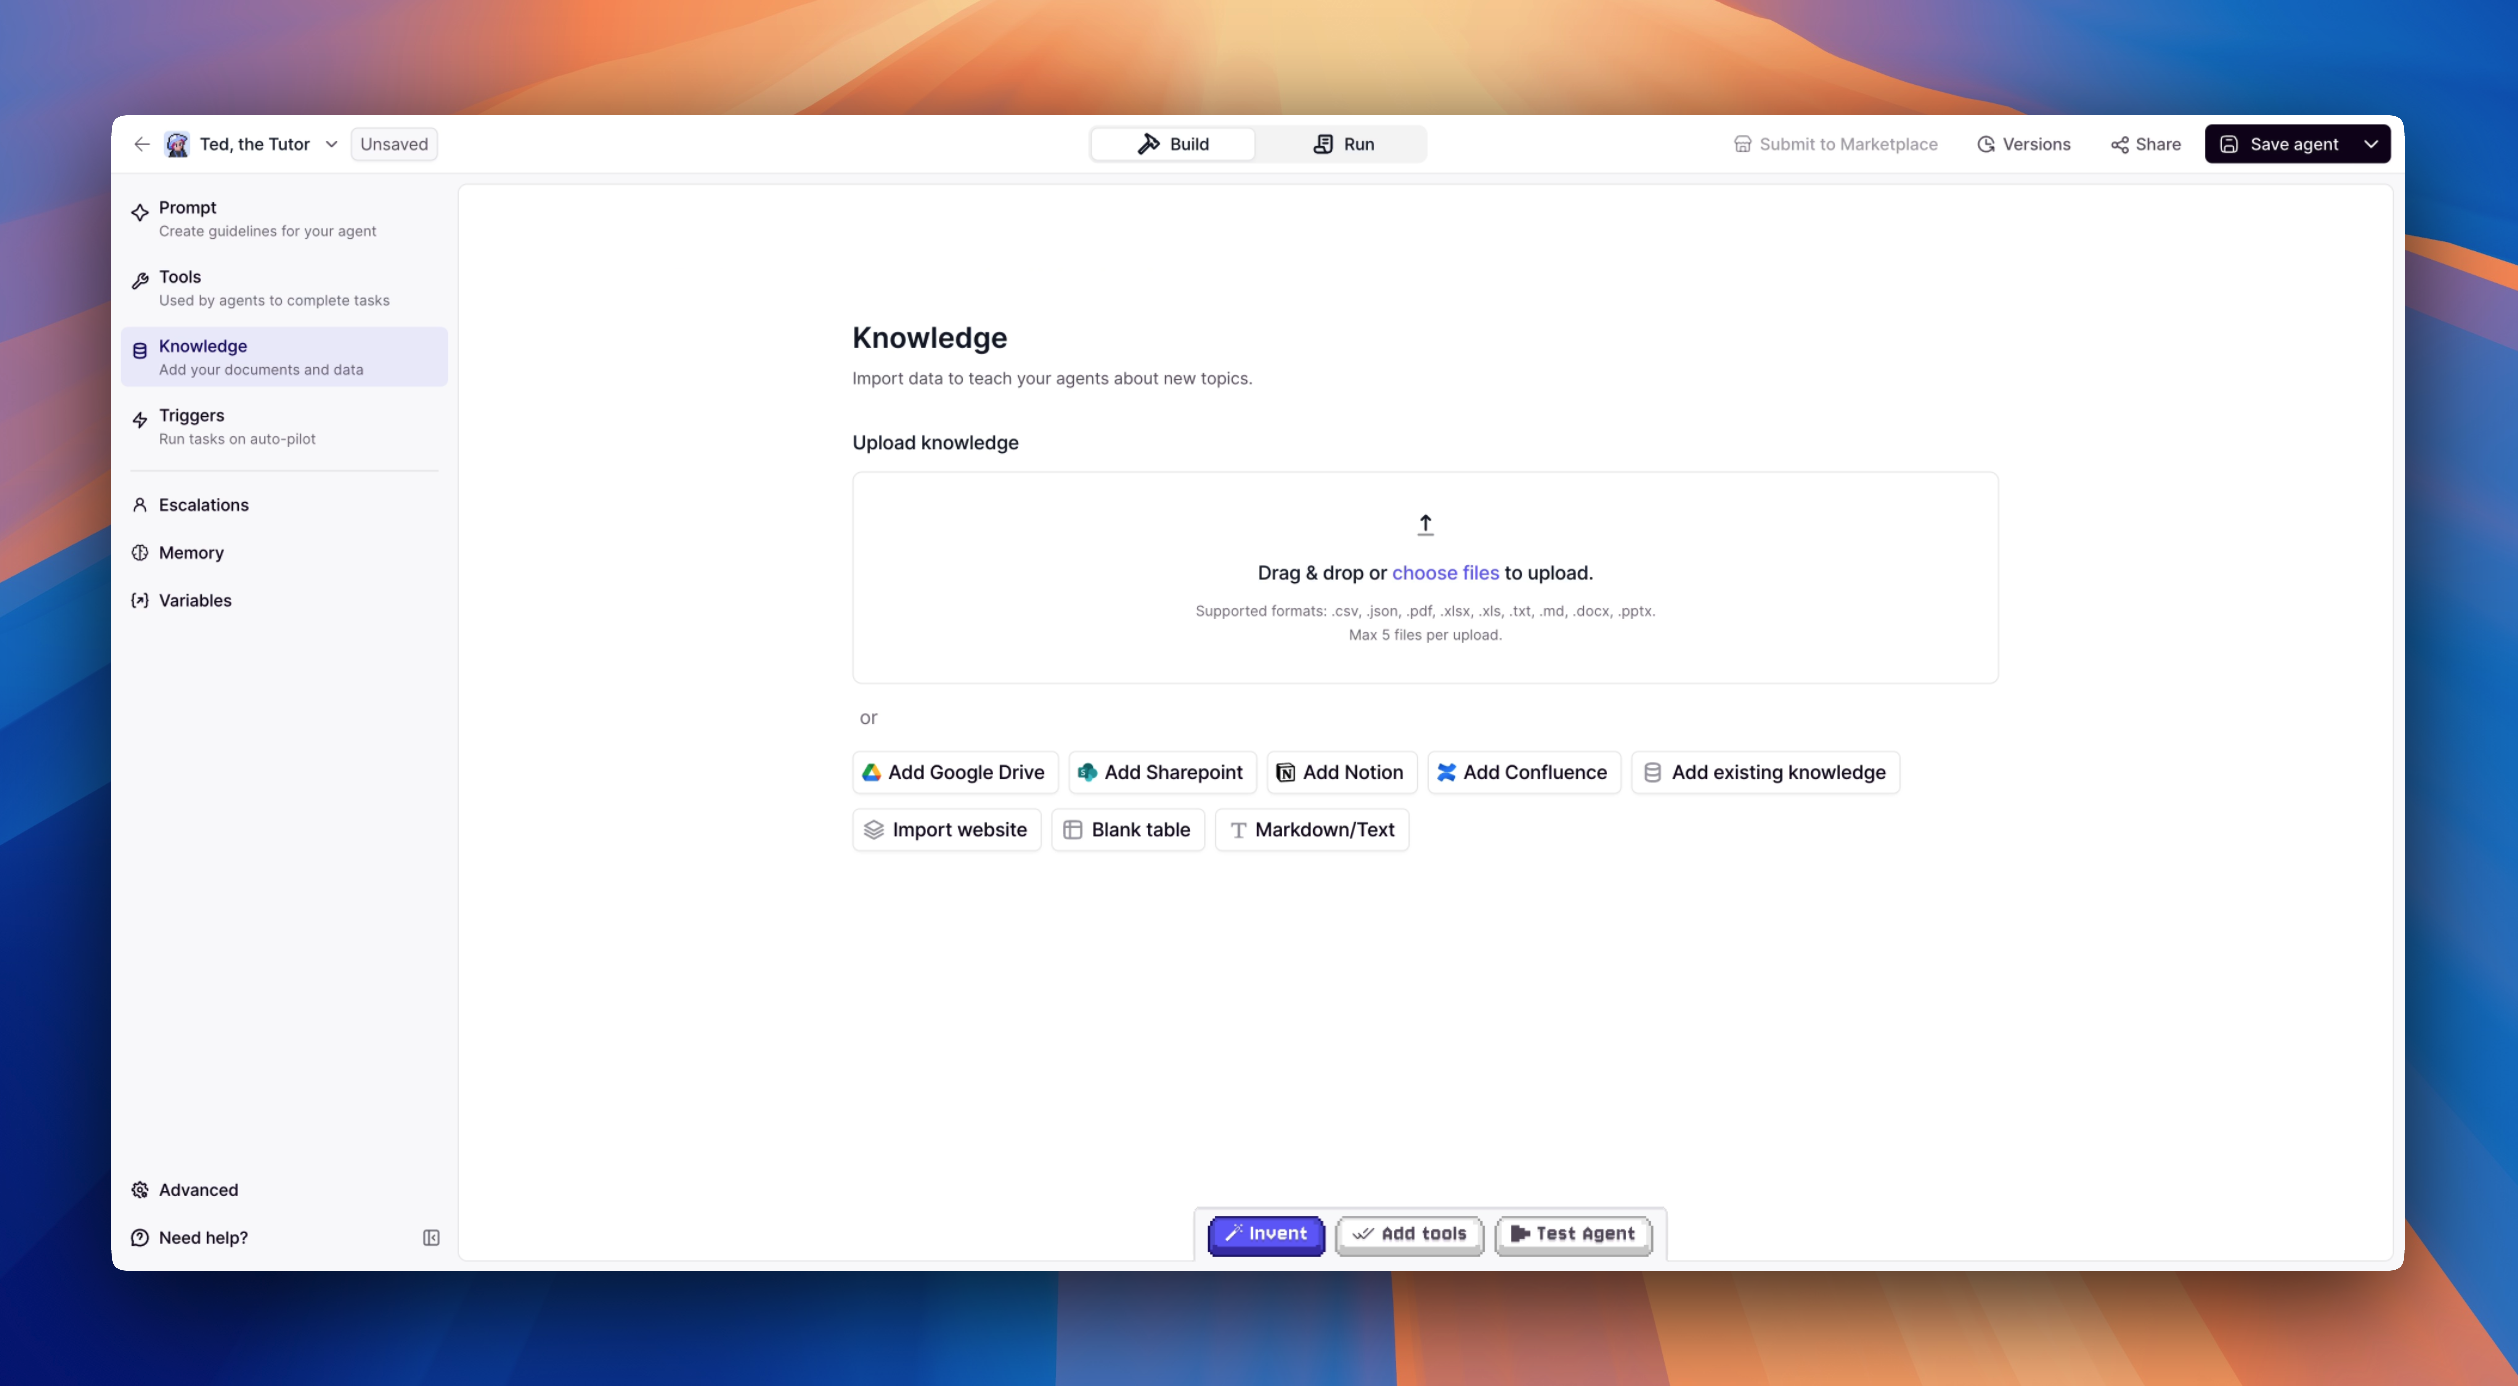 Ted, the Tutor
Unsaved
Build
Run
Submit to Marketplace
Versions
Share
Save agent
Prompt
Create guidelines for your agent
Tools
Used by agents to complete tasks
Knowledge
Add your documents and data
Triggers
Run tasks on auto-pilot
Escalations
Memory
Variables
Advanced
Need help?
Knowledge
Import data to teach your agents about new topics.
Upload knowledge
Drag & drop or choose files to upload.
Supported formats: .csv, .json, .pdf, .xlsx, .xls, .txt, .md, .docx, .pptx.
Max 5 files per upload.
or
Add Google Drive
Add Sharepoint
Add Notion
Add Confluence
Add existing knowledge
Import website
Blank table
Markdown/Text
Invent
Add tools
Test Agent